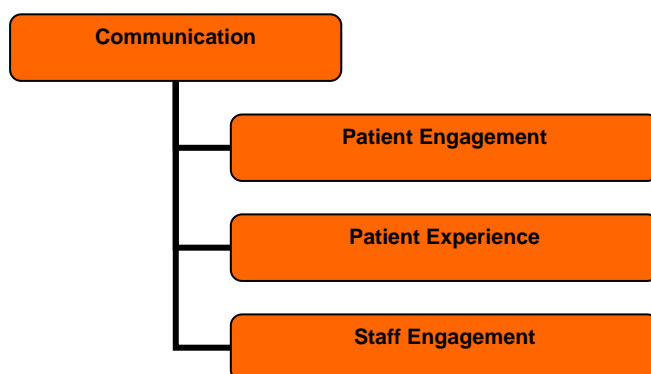 Communication
Patient Engagement
Patient Experience
Staff Engagement